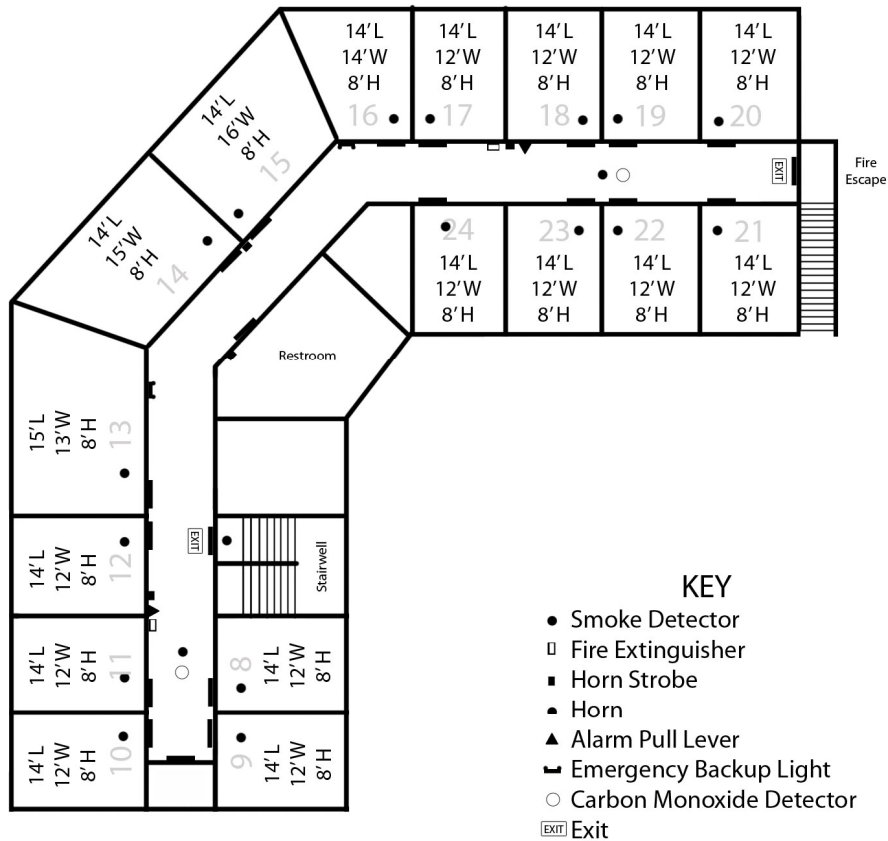 14'L
14'W
8'H
16
14'L
12'W
8'H
17
14'L
12'W
8'H
18
14'L
12'W
8'H
19
14'L
12'W
8'H
20
14'L
16'W
8'H
15
14'L
15'W
8'H
14
EXIT
Fire
Escape
24
14'L
12'W
8'H
23
14'L
12'W
8'H
22
14'L
12'W
8'H
21
14'L
12'W
8'H
Restroom
15'L
13'W
8'H
13
14'L
12'W
8'H
12
EXIT
Stairwell
14'L
12'W
8'H
11
8
14'L
12'W
8'H
14'L
12'W
8'H
10
9
14'L
12'W
8'H
KEY
Smoke Detector
Fire Extinguisher
Horn Strobe
Horn
Alarm Pull Lever
Emergency Backup Light
Carbon Monoxide Detector
EXIT Exit